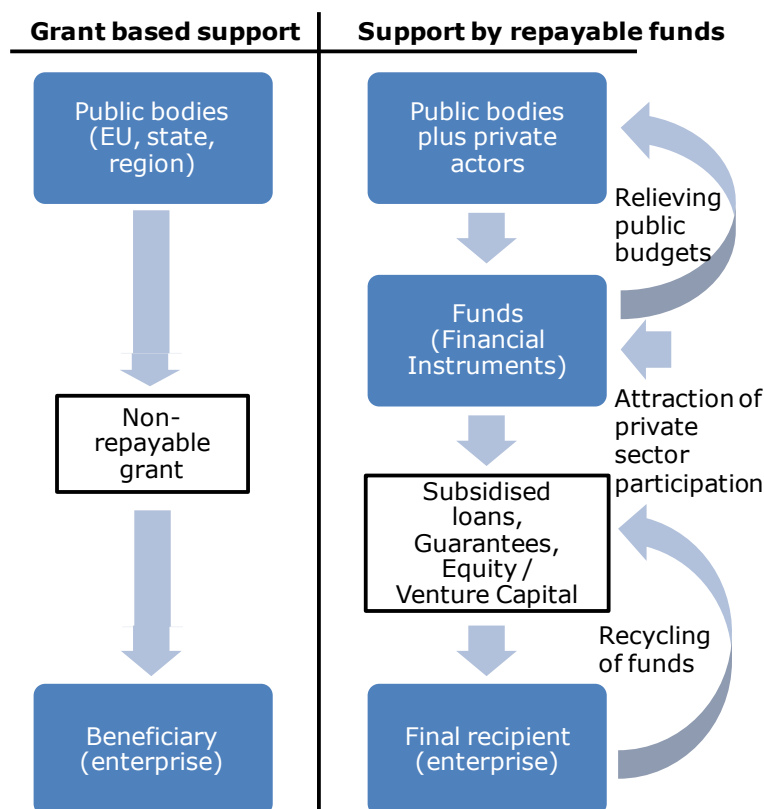 Grant based support
Public bodies
(EU, state,
region)
Non-
repayable
grant
Beneficiary
(enterprise)
Support by repayable funds
Public bodies
plus private
actors
Relieving
public
budgets
Funds
(Financial
Instruments)
Attraction of
private
sector
participation
Subsidised
loans,
Guarantees,
Equity /
Venture Capital
Recycling
of funds
Final recipient
(enterprise)